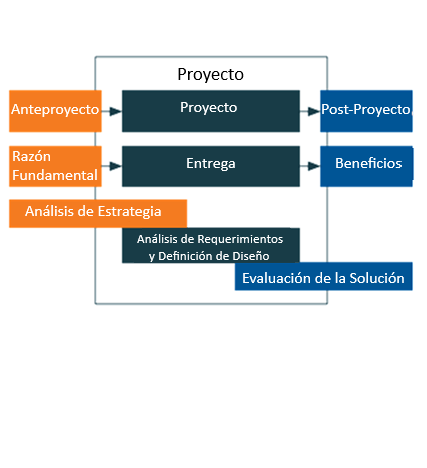 Proyecto
Anteproyecto
Proyecto
Post-Proyecto
Razón
Fundamental
Entrega
Beneficios
Análisis de Estrategia
Análisis de Requerimientos
y Definición de Diseño
Evaluación de la Solución